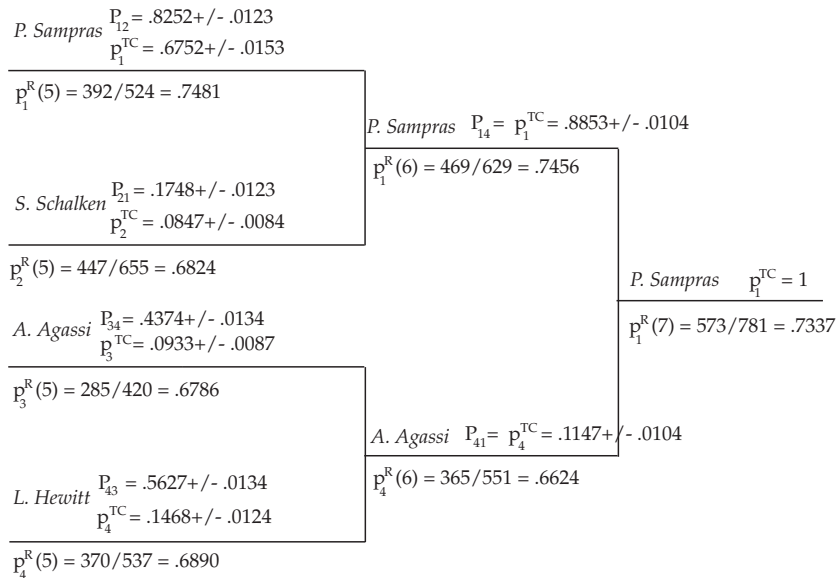 P. Sampras P₁₂ = .8252+/- .0123
p₁ᵀᶜ = .6752+/- .0153
p₁ᴿ(5) = 392/524 = .7481
S. Schalken P₂₁ = .1748+/- .0123
p₂ᵀᶜ = .0847+/- .0084
p₂ᴿ(5) = 447/655 = .6824
A. Agassi P₃₄ = .4374+/- .0134
p₃ᵀᶜ = .0933+/- .0087
p₃ᴿ(5) = 285/420 = .6786
L. Hewitt P₄₃ = .5627+/- .0134
p₄ᵀᶜ = .1468+/- .0124
p₄ᴿ(5) = 370/537 = .6890
P. Sampras P₁₄ = p₁ᵀᶜ = .8853+/- .0104
p₁ᴿ(6) = 469/629 = .7456
A. Agassi P₄₁ = p₄ᵀᶜ = .1147+/- .0104
p₄ᴿ(6) = 365/551 = .6624
P. Sampras p₁ᵀᶜ = 1
p₁ᴿ(7) = 573/781 = .7337